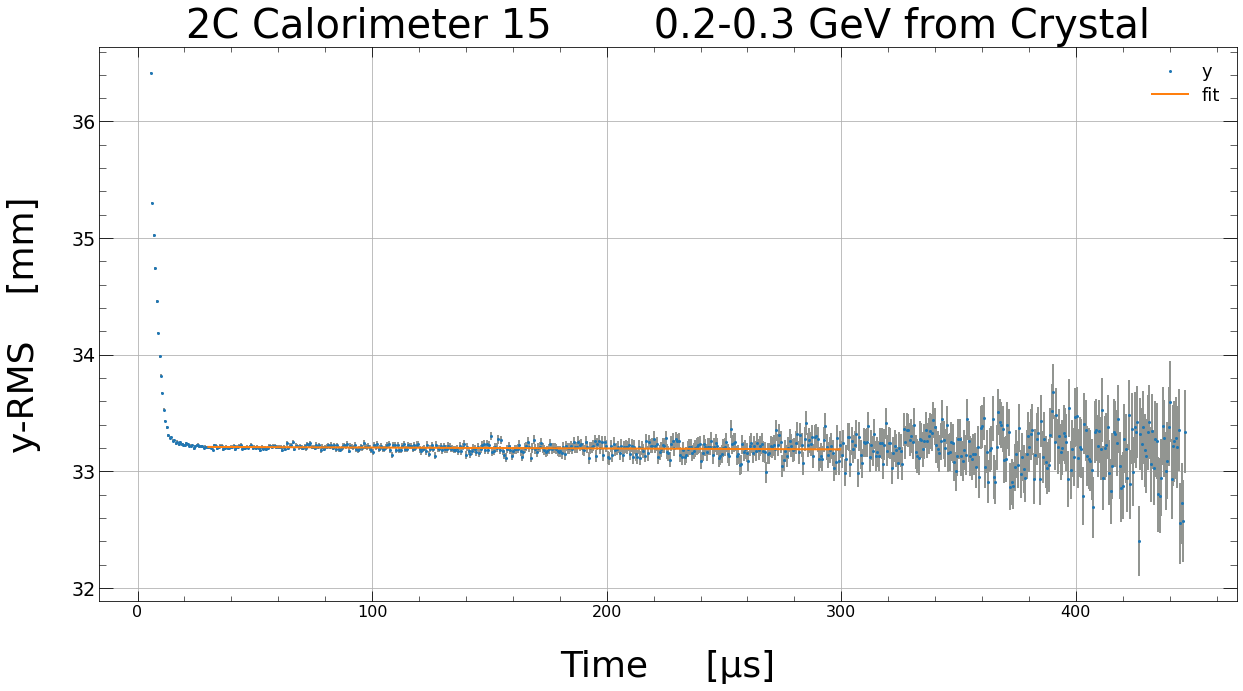 2C Calorimeter 15 0.2-0.3 GeV from Crystal
y
fit
36
35
34
33
32
y-RMS [mm]
0 100 200 300 400
Time [µs]